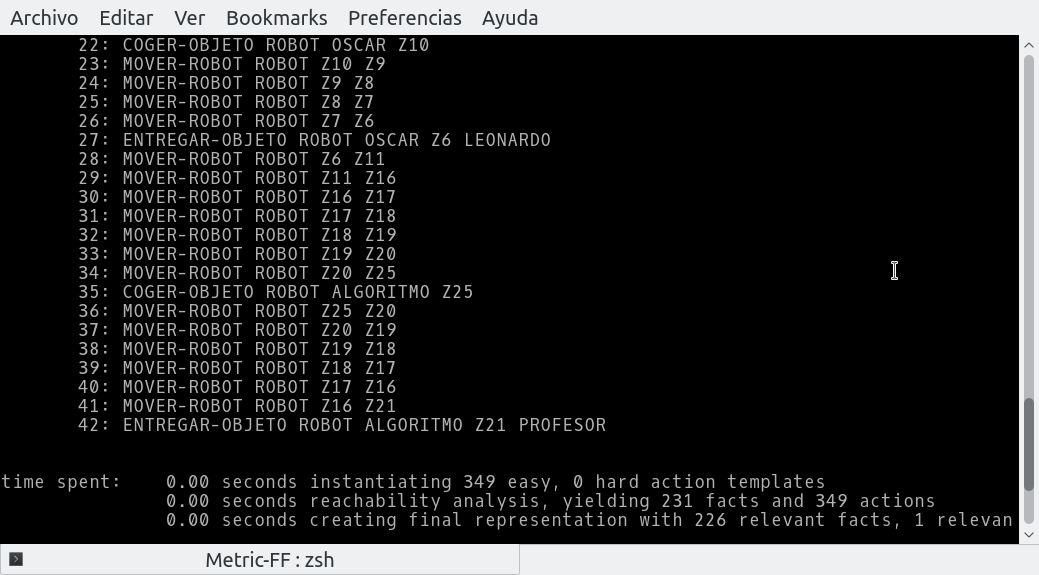 Archivo Editar Ver Bookmarks Preferencias Ayuda
22: COGER-OBJETO ROBOT OSCAR Z10
23: MOVER-ROBOT ROBOT Z10 Z9
24: MOVER-ROBOT ROBOT Z9 Z8
25: MOVER-ROBOT ROBOT Z8 Z7
26: MOVER-ROBOT ROBOT Z7 Z6
27: ENTREGAR-OBJETO ROBOT OSCAR Z6 LEONARDO
28: MOVER-ROBOT ROBOT Z6 Z11
29: MOVER-ROBOT ROBOT Z11 Z16
30: MOVER-ROBOT ROBOT Z16 Z17
31: MOVER-ROBOT ROBOT Z17 Z18
32: MOVER-ROBOT ROBOT Z18 Z19
33: MOVER-ROBOT ROBOT Z19 Z20
34: MOVER-ROBOT ROBOT Z20 Z25
35: COGER-OBJETO ROBOT ALGORITMO Z25
36: MOVER-ROBOT ROBOT Z25 Z20
37: MOVER-ROBOT ROBOT Z20 Z19
38: MOVER-ROBOT ROBOT Z19 Z18
39: MOVER-ROBOT ROBOT Z18 Z17
40: MOVER-ROBOT ROBOT Z17 Z16
41: MOVER-ROBOT ROBOT Z16 Z21
42: ENTREGAR-OBJETO ROBOT ALGORITMO Z21 PROFESOR
time spent: 0.00 seconds instantiating 349 easy, 0 hard action templates
0.00 seconds reachability analysis, yielding 231 facts and 349 actions
0.00 seconds creating final representation with 226 relevant facts, 1 relevan
Metric-FF : zsh